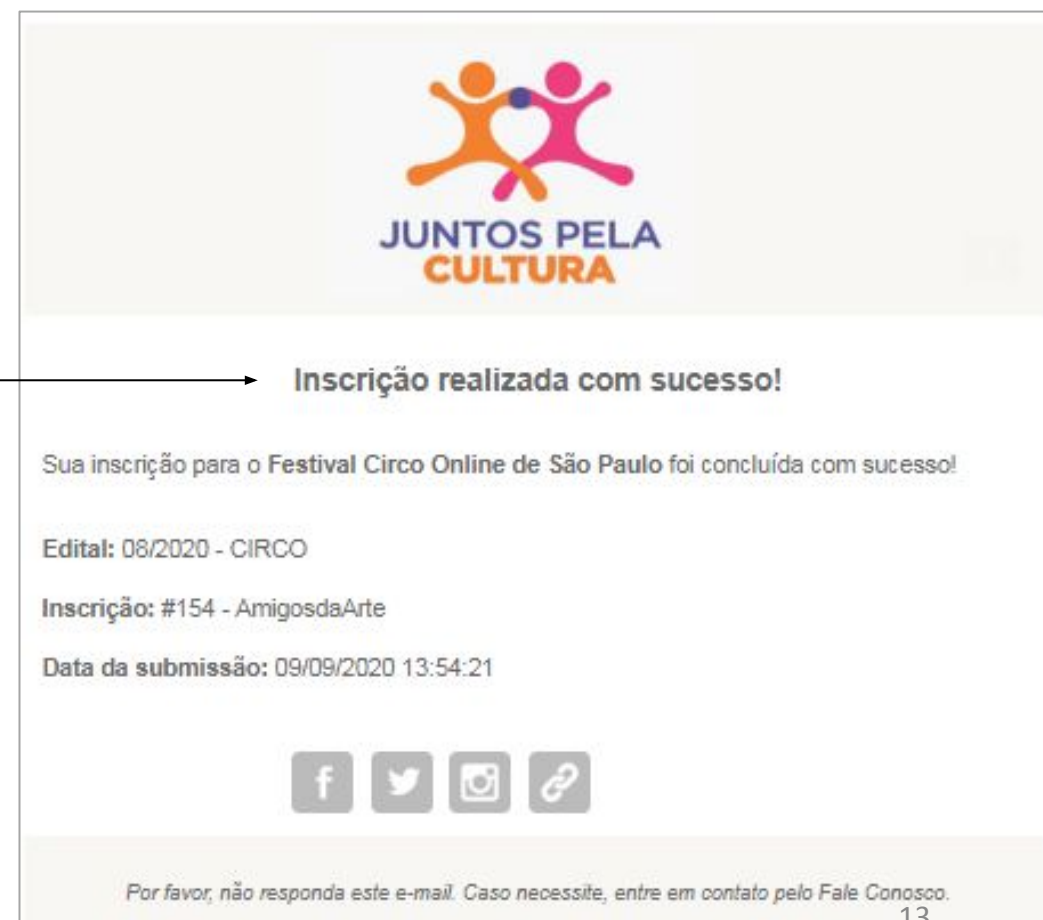 JUNTOS PELA
CULTURA
Inscrição realizada com sucesso!
Sua inscrição para o Festival Circo Online de São Paulo foi concluída com sucesso!
Edital: 08/2020 - CIRCO
Inscrição: #154 - AmigosdaArte
Data da submissão: 09/09/2020 13:54:21
Por favor, não responda este e-mail. Caso necessite, entre em contato pelo Fale Conosco.
13